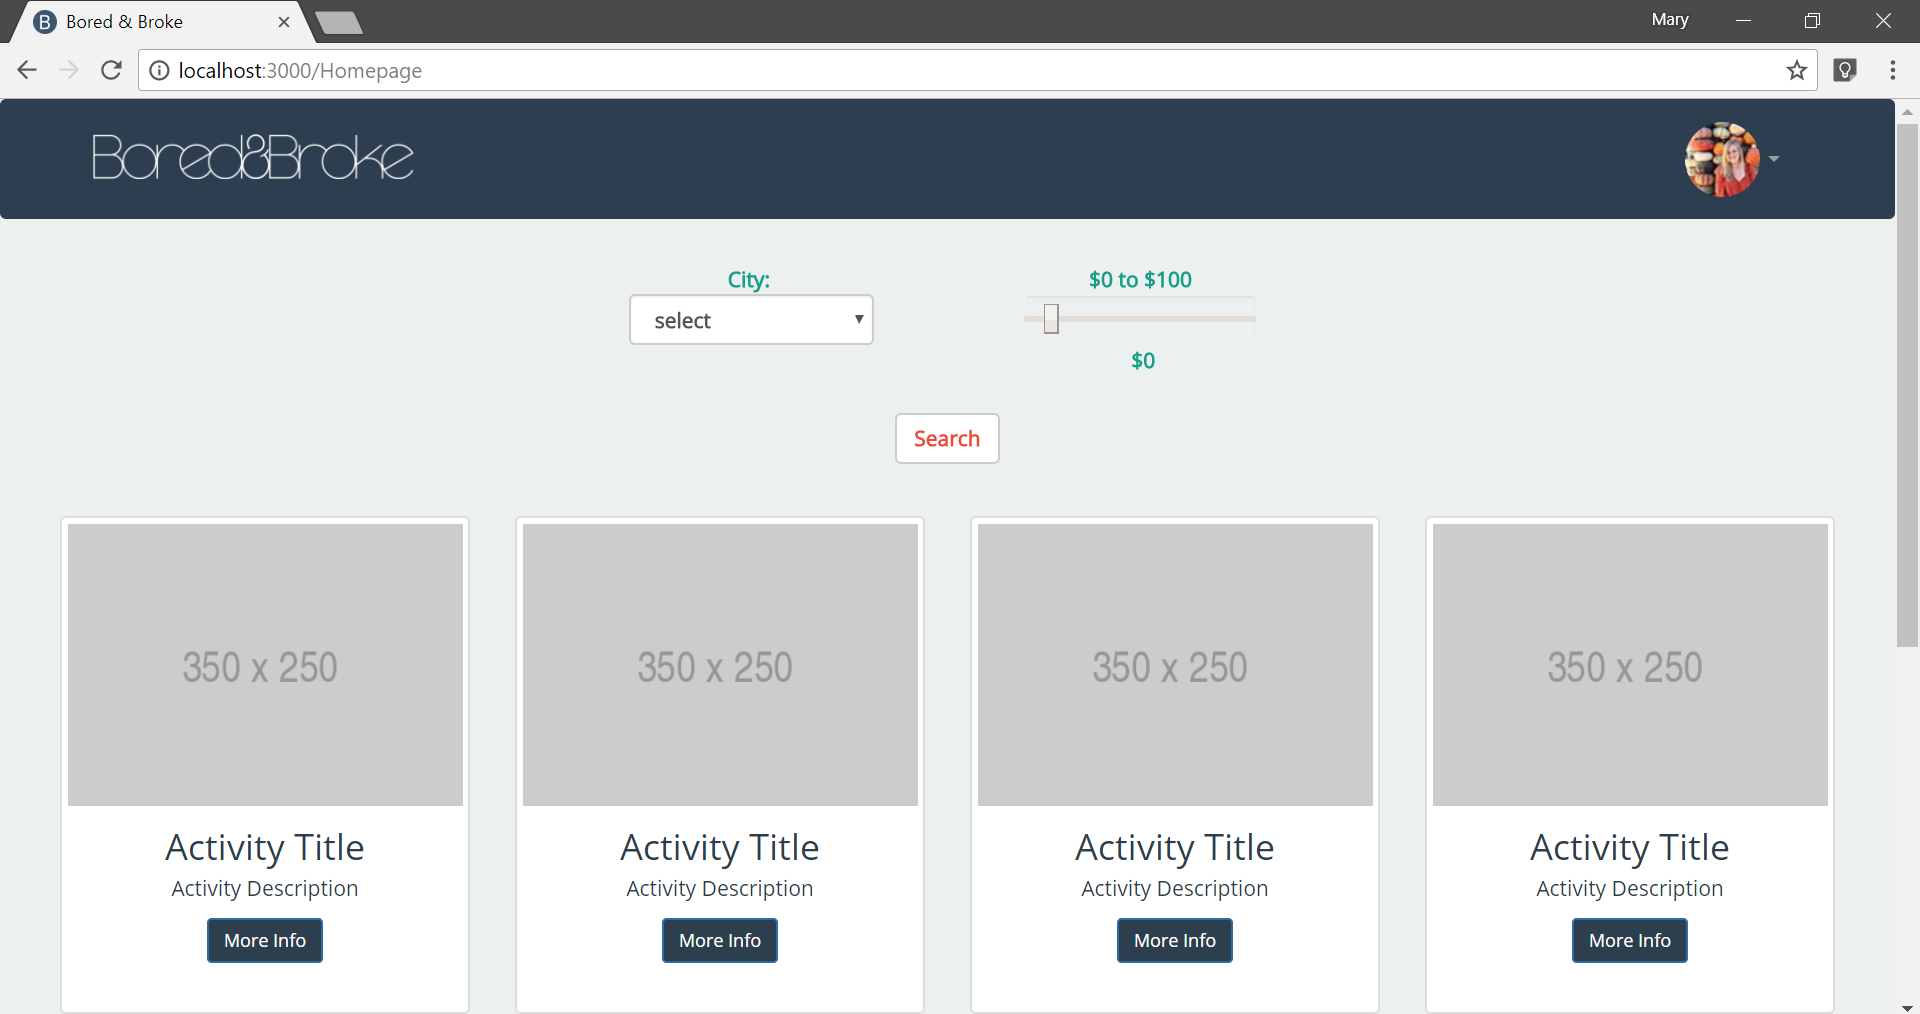 Bored & Broke
Mary
localhost:3000/Homepage
Bored&Broke
City:
$0 to $100
select
$0
Search
350 x 250
350 x 250
350 x 250
350 x 250
Activity Title
Activity Title
Activity Title
Activity Title
Activity Description
Activity Description
Activity Description
Activity Description
More Info
More Info
More Info
More Info